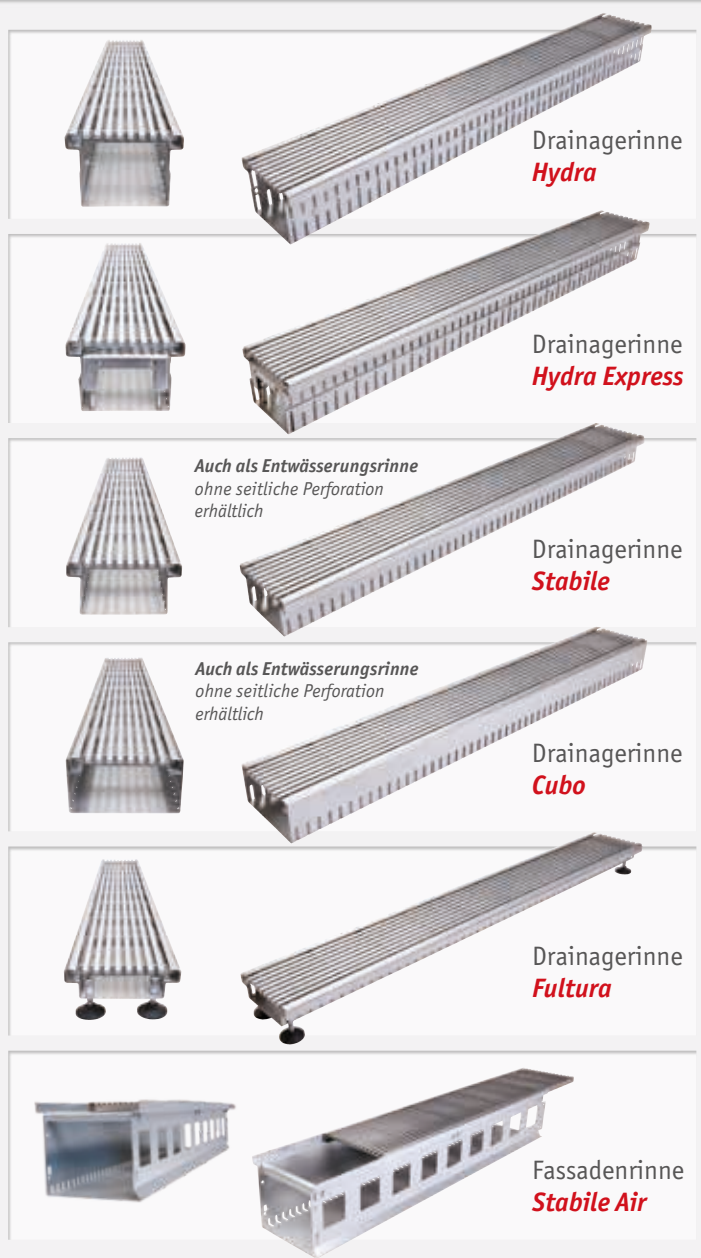 Drainagerinne
Hydra
Drainagerinne
Hydra Express
Auch als Entwässerungsrinne
ohne seitliche Perforation
erhältlich
Drainagerinne
Stabile
Auch als Entwässerungsrinne
ohne seitliche Perforation
erhältlich
Drainagerinne
Cubo
Drainagerinne
Fultura
Fassadenrinne
Stabile Air